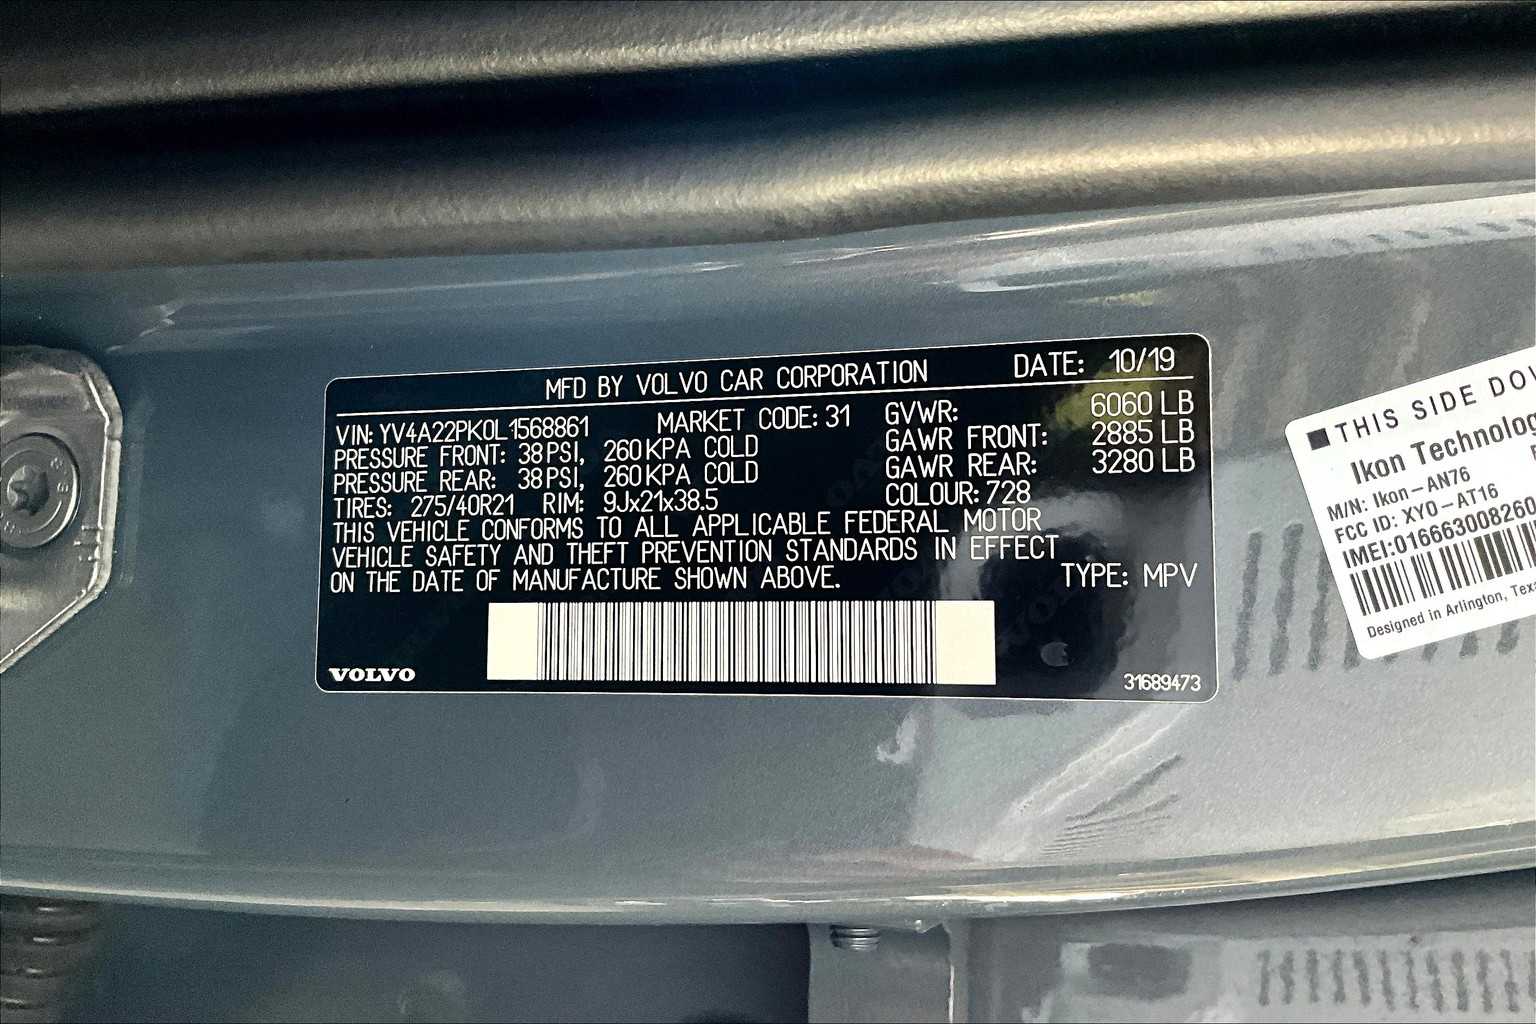 MFD BY VOLVO CAR CORPORATION DATE: 10/19
VIN: YV4A22PK0L1568861 MARKET CODE: 31 GVWR: 6060 LB
PRESSURE FRONT: 38 PSI, 260 KPA COLD GAWR FRONT: 2885 LB
PRESSURE REAR: 38 PSI, 260 KPA COLD GAWR REAR: 3280 LB
TIRES: 275/40R21 RIM: 9Jx21x38.5 COLOUR: 728
THIS VEHICLE CONFORMS TO ALL APPLICABLE FEDERAL MOTOR
VEHICLE SAFETY AND THEFT PREVENTION STANDARDS IN EFFECT
ON THE DATE OF MANUFACTURE SHOWN ABOVE. TYPE: MPV
VOLVO 31689473
THIS SIDE
Ikon
M/N: Ikon-AN76
FCC ID: XYO-AT16
IMEI:016663008260
Designed in Arlington,